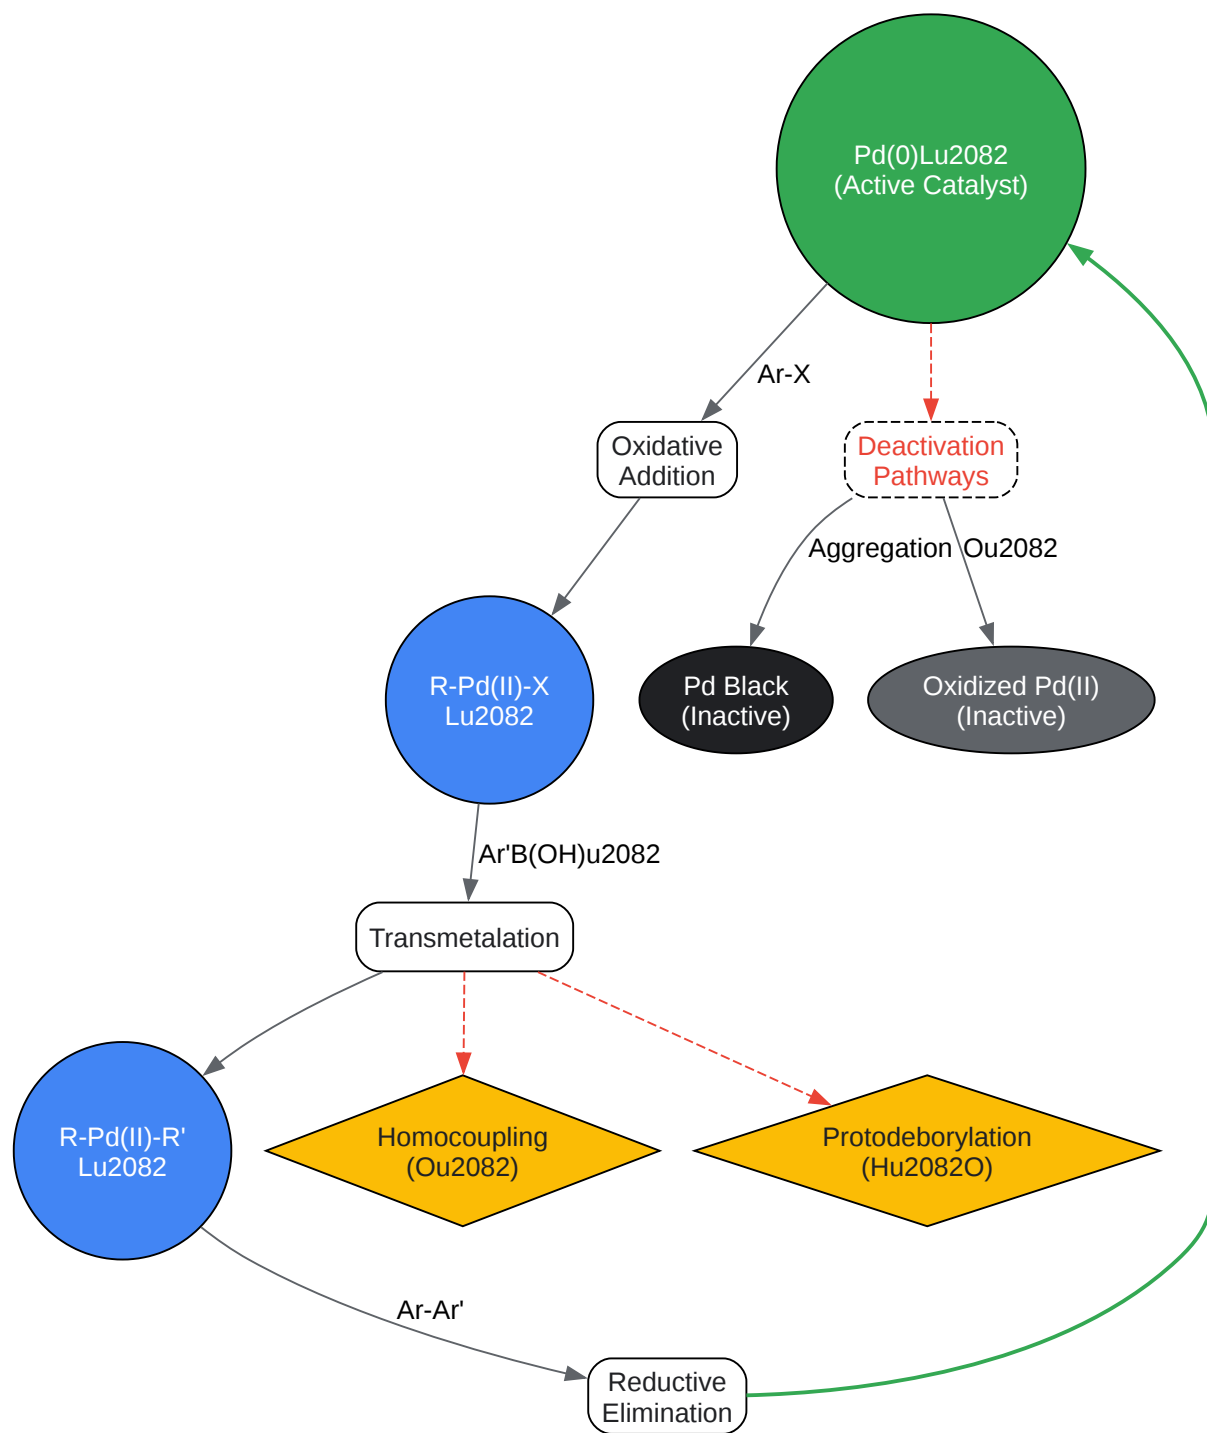 Pd(0)Lu2082
(Active Catalyst)
Ar-X
Oxidative
Addition
Deactivation
Pathways
Aggregation
Ou2082
R-Pd(II)-X
Lu2082
Pd Black
(Inactive)
Oxidized Pd(II)
(Inactive)
Ar'B(OH)u2082
Transmetalation
R-Pd(II)-R'
Lu2082
Homocoupling
(Ou2082)
Protodeborylation
(Hu2082O)
Ar-Ar'
Reductive
Elimination